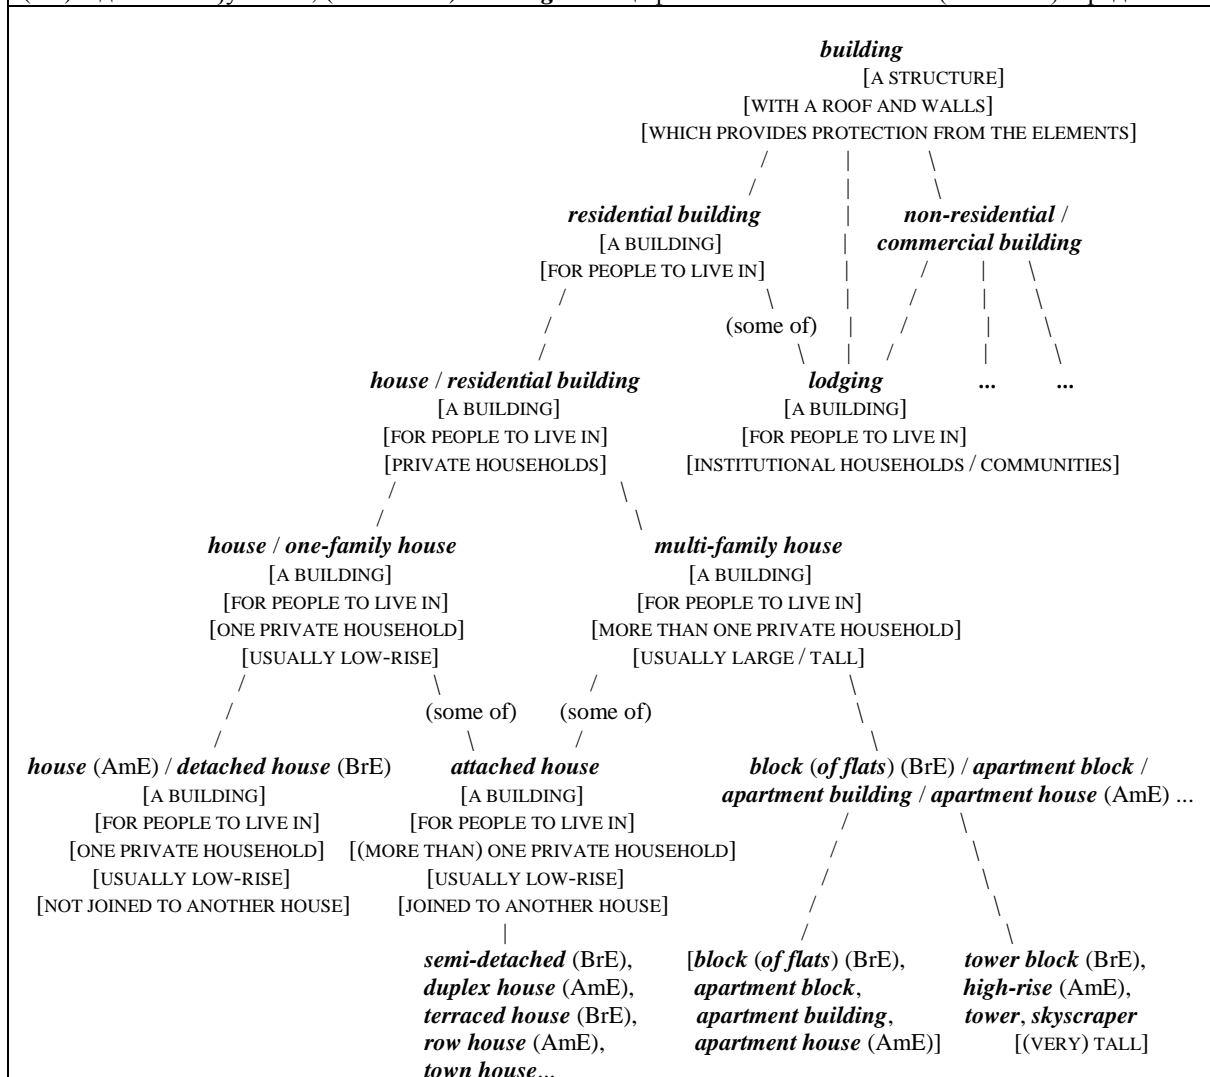 building
[A STRUCTURE]
[WITH A ROOF AND WALLS]
[WHICH PROVIDES PROTECTION FROM THE ELEMENTS]
residential building non-residential /
[A BUILDING] commercial building
[FOR PEOPLE TO LIVE IN]
(some of)
house / residential building lodging ... ...
[A BUILDING] [A BUILDING]
[FOR PEOPLE TO LIVE IN] [FOR PEOPLE TO LIVE IN]
[PRIVATE HOUSEHOLDS] [INSTITUTIONAL HOUSEHOLDS / COMMUNITIES]
house / one-family house multi-family house
[A BUILDING] [A BUILDING]
[FOR PEOPLE TO LIVE IN] [FOR PEOPLE TO LIVE IN]
[ONE PRIVATE HOUSEHOLD] [MORE THAN ONE PRIVATE HOUSEHOLD]
[USUALLY LOW-RISE] [USUALLY LARGE / TALL]
(some of) (some of)
house (AmE) / detached house (BrE) attached house block (of flats) (BrE) / apartment block /
[A BUILDING] [A BUILDING] apartment building / apartment house (AmE) ...
[FOR PEOPLE TO LIVE IN] [FOR PEOPLE TO LIVE IN]
[ONE PRIVATE HOUSEHOLD] [(MORE THAN) ONE PRIVATE HOUSEHOLD]
[USUALLY LOW-RISE] [USUALLY LOW-RISE]
[NOT JOINED TO ANOTHER HOUSE] [JOINED TO ANOTHER HOUSE]
semi-detached (BrE), [block (of flats) (BrE), tower block (BrE),
duplex house (AmE), apartment block, high-rise (AmE),
terraced house (BrE), apartment building, tower, skyscraper
row house (AmE), apartment house (AmE)] [(VERY) TALL]
town house...